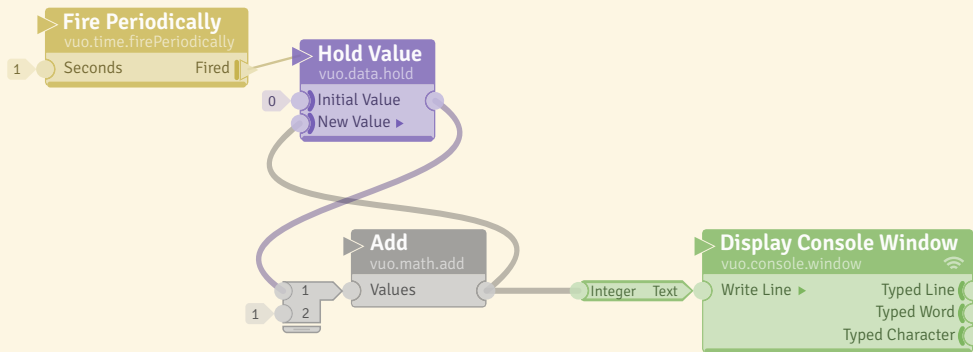 Fire Periodically
vuo.time.firePeriodically
1 Seconds Fired
Hold Value
vuo.data.hold
0 Initial Value
New Value
Add
vuo.math.add
1 Values
1 2
Integer Text
Display Console Window
vuo.console.window
Write Line Typed Line
Typed Word
Typed Character